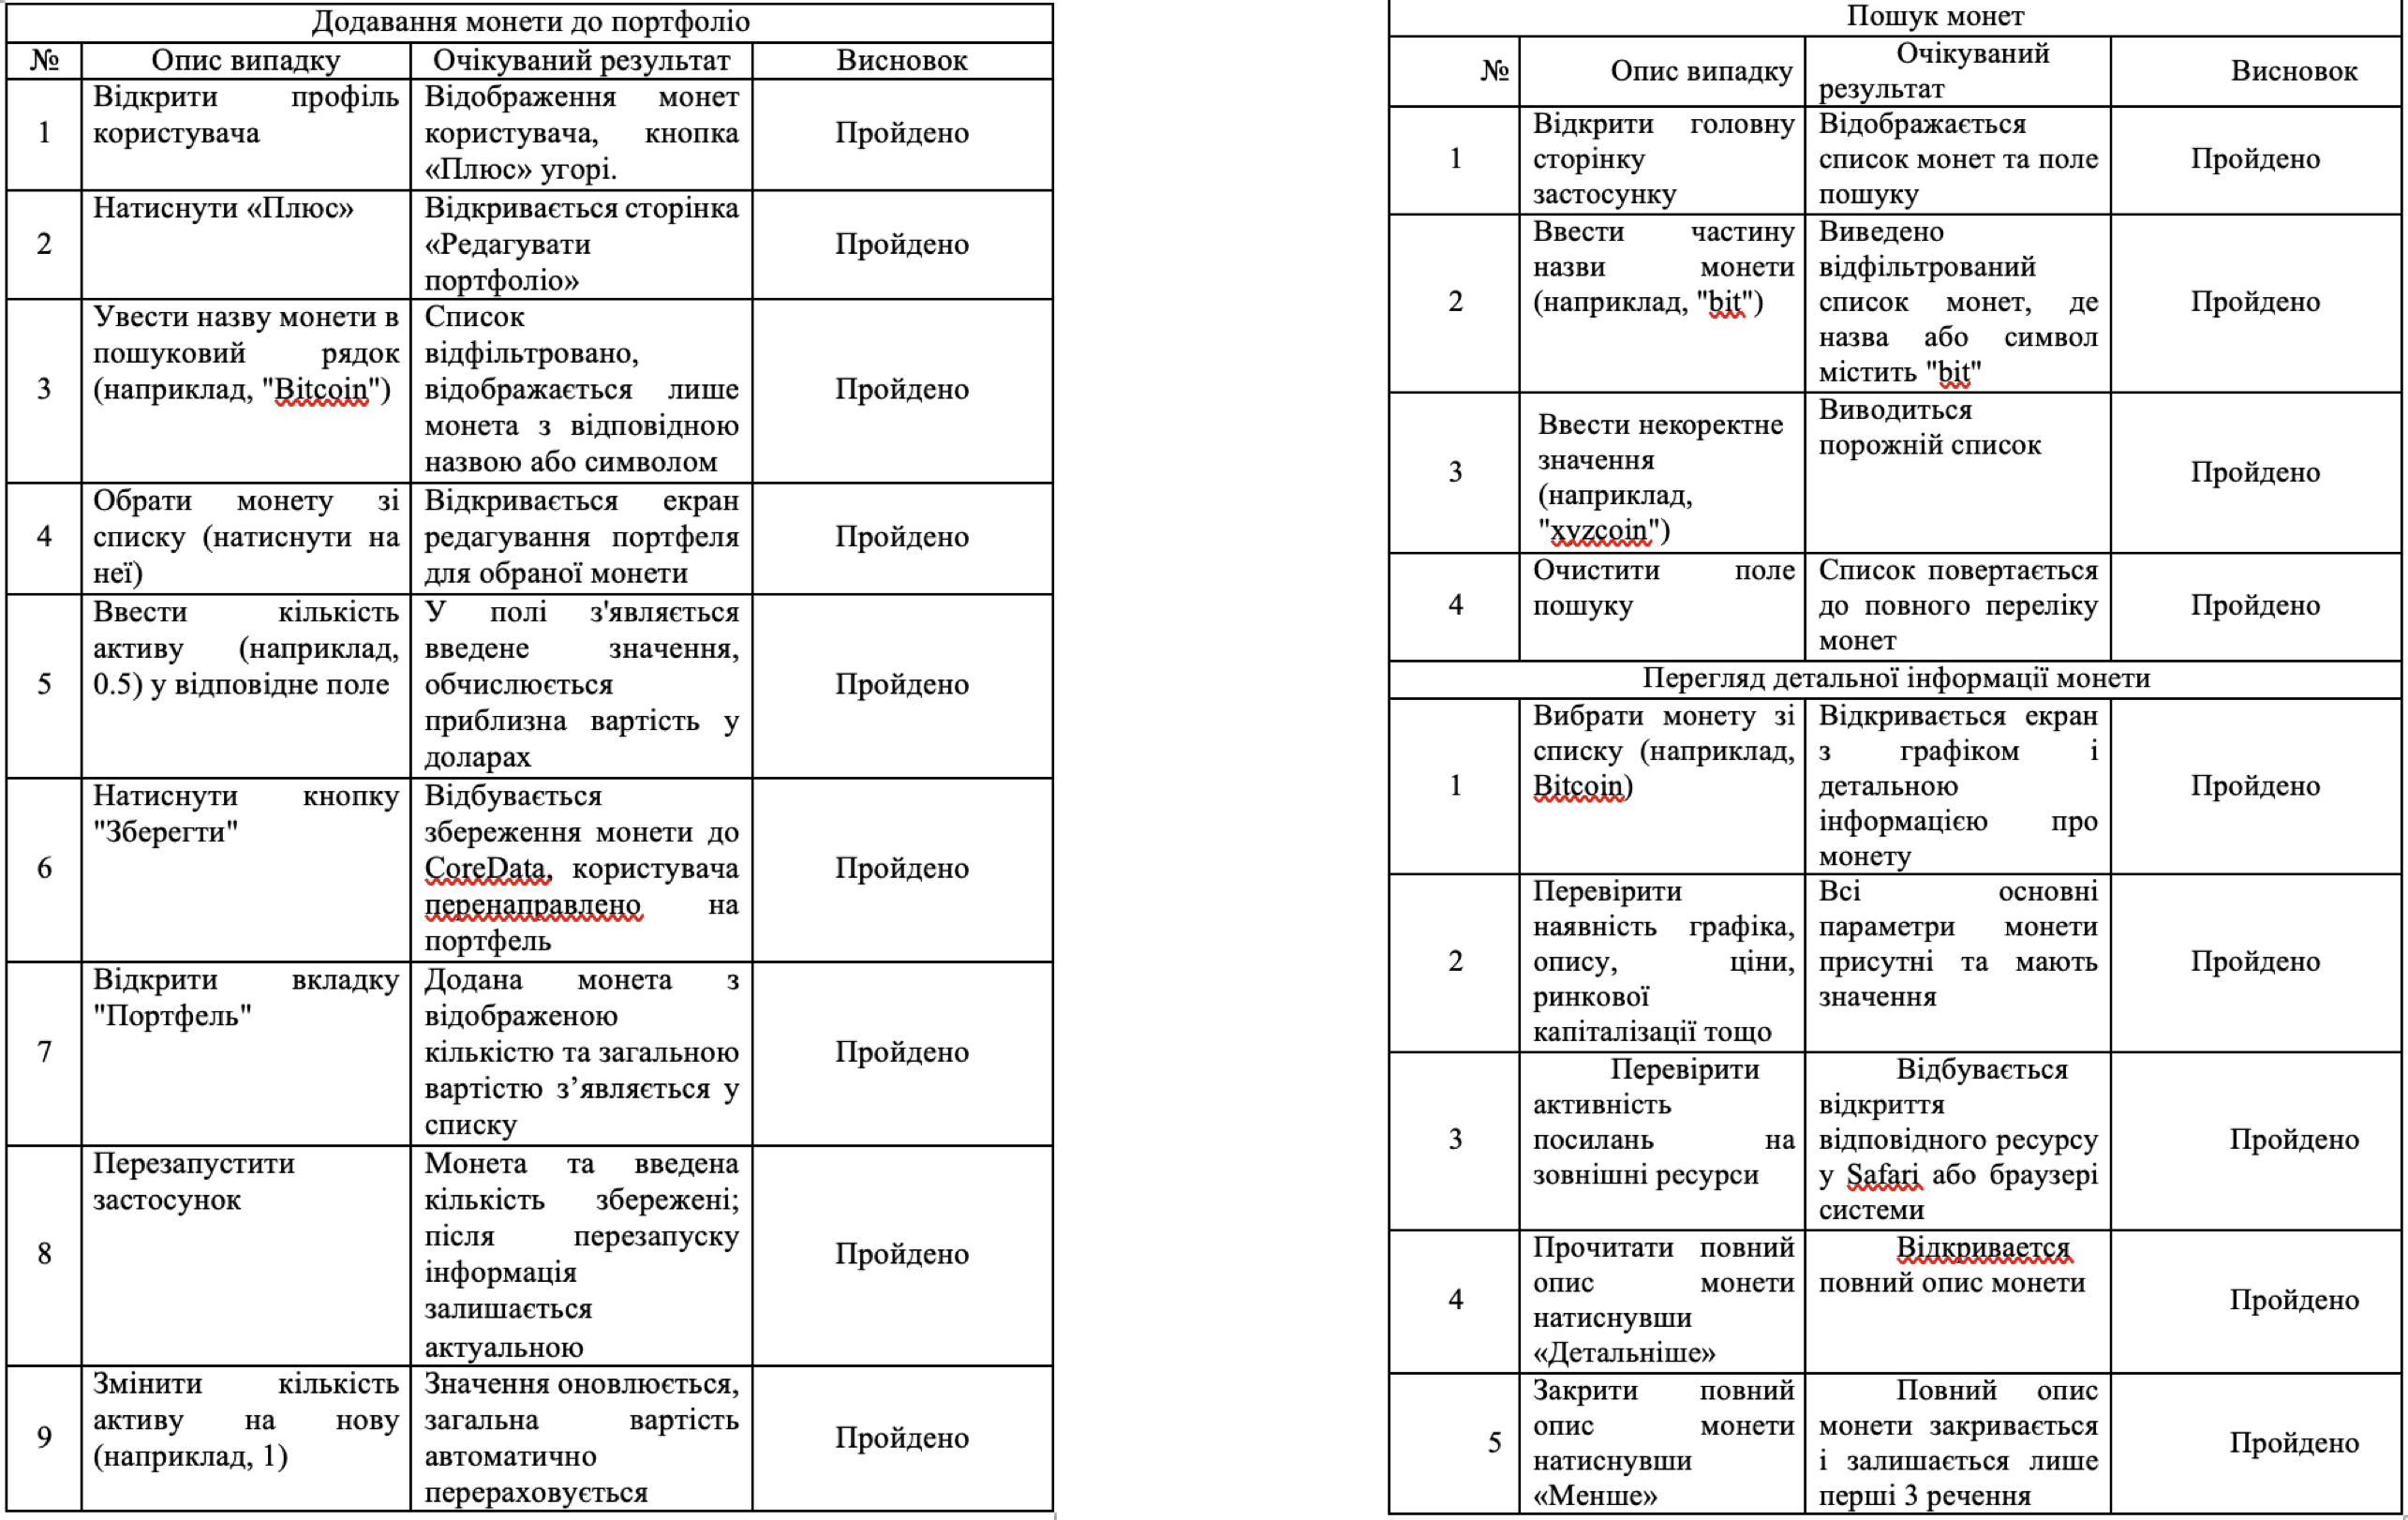 Додавання монети до портфоліо
№ Опис випадку Очікуваний результат Висновок
1
Відкрити профіль
користувача
Відображення монет
користувача, кнопка
«Плюс» угорі.
Пройдено
2
Натиснути «Плюс»
Відкривається сторінка
«Редагувати
портфоліо»
Пройдено
3
Увести назву монети в
пошуковий рядок
(наприклад, "Bitcoin")
Список
відфільтровано,
відображається лише
монета з відповідною
назвою або символом
Пройдено
4
Обрати монету зі
списку (натиснути на
неї)
Відкривається екран
редагування портфеля
для обраної монети
Пройдено
5
Ввести кількість
активу (наприклад,
0.5) у відповідне поле
У полі з'являється
введене значення,
обчислюється
приблизна вартість у
доларах
Пройдено
6
Натиснути кнопку
"Зберегти"
Відбувається
збереження монети до
CoreData, користувача
перенаправлено на
портфель
Пройдено
7
Відкрити вкладку
"Портфель"
Додана монета з
відображеною
кількістю та загальною
вартістю з’являється у
списку
Пройдено
8
Перезапустити
застосунок
Монета та введена
кількість збережені;
після перезапуску
інформація
залишається
актуальною
Пройдено
9
Змінити кількість
активу на нову
(наприклад, 1)
Значення оновлюється,
загальна вартість
автоматично
перераховується
Пройдено
Пошук монет
№ Опис випадку
Очікуваний
результат
Висновок
1
Відкрити головну
сторінку
застосунку
Відображається
список монет та поле
пошуку
Пройдено
2
Ввести частину
назви монети
(наприклад, "bit")
Виведено
відфільтрований
список монет, де
назва або символ
містить "bit"
Пройдено
3
Ввести некоректне
значення
(наприклад,
"xyzcoin")
Виводиться
порожній список
Пройдено
4
Очистити поле
пошуку
Список повертається
до повного переліку
монет
Пройдено
Перегляд детальної інформації монети
1
Вибрати монету зі
списку (наприклад,
Bitcoin)
Відкривається екран
з графіком і
детальною
інформацією про
монету
Пройдено
2
Перевірити
наявність графіка,
опису, ціни,
ринкової
капіталізації тощо
Всі основні
параметри монети
присутні та мають
значення
Пройдено
3
Перевірити
активність
посилань на
зовнішні ресурси
Відбувається
відкриття
відповідного ресурсу
у Safari або браузері
системи
Пройдено
4
Прочитати повний
опис монети
натиснувши
«Детальніше»
Відкривается
повний опис монети
Пройдено
5
Закрити повний
опис монети
натиснувши
«Менше»
Повний опис
монети закривається
і залишається лише
перші 3 речення
Пройдено